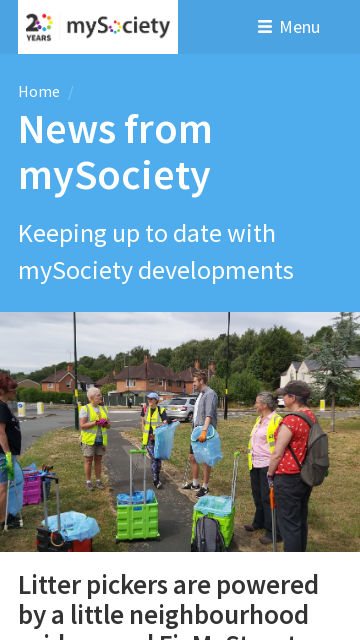 20 YEARS mySociety
Menu
Home /
News from
mySociety
Keeping up to date with
mySociety developments
Litter pickers are powered
by a little neighbourhood